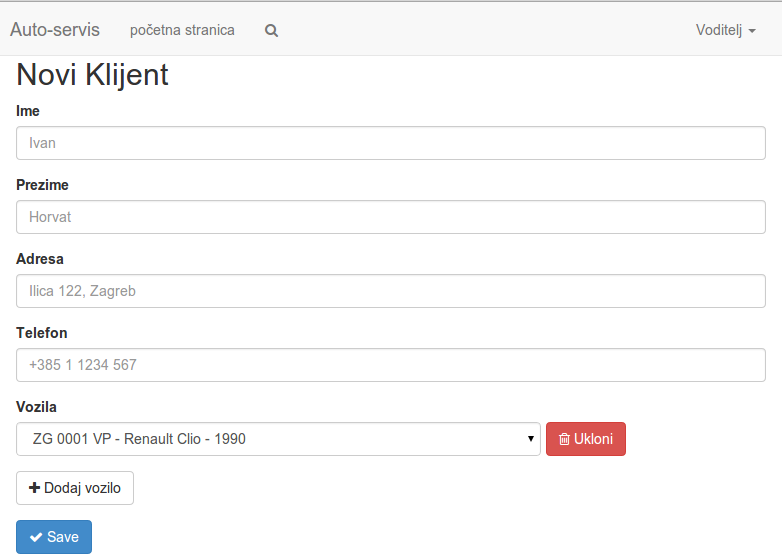 Auto-servis početna stranica Voditelj
Novi Klijent
Ime
Ivan
Prezime
Horvat
Adresa
Ilica 122, Zagreb
Telefon
+385 1 1234 567
Vozila
ZG 0001 VP - Renault Clio - 1990 Ukloni
Dodaj vozilo
Save